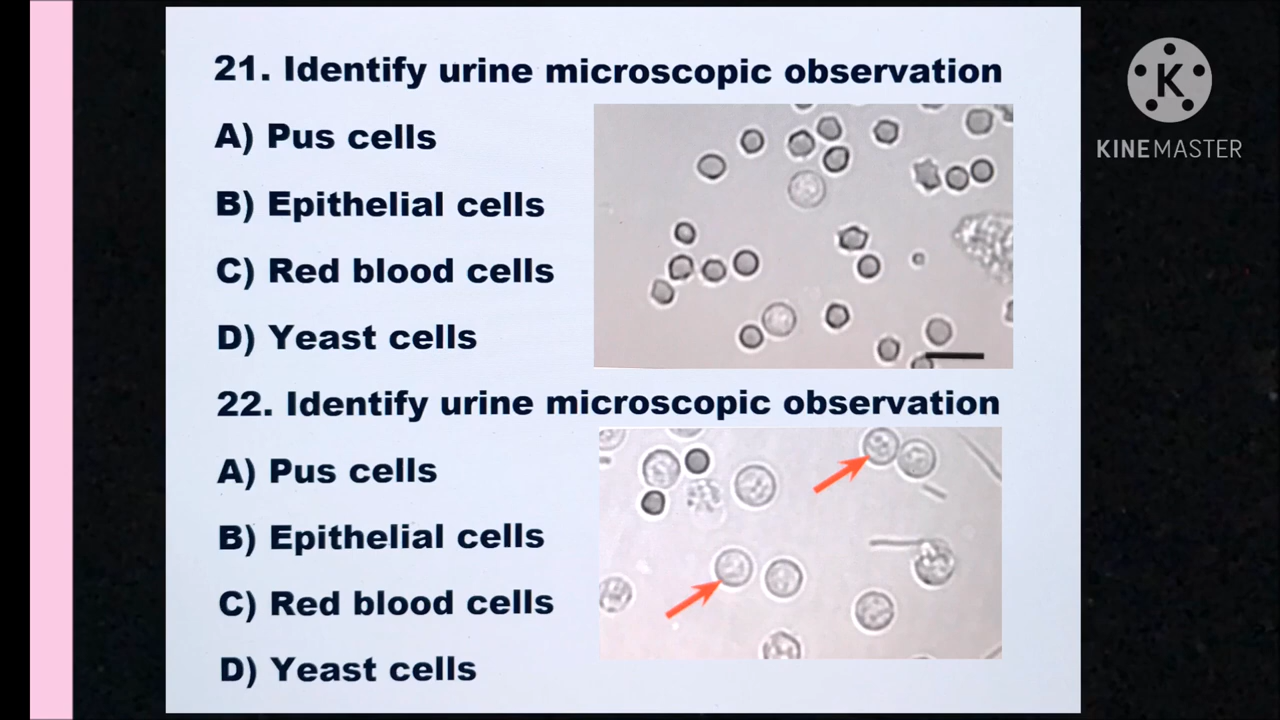 21. Identify urine microscopic observation
A) Pus cells
B) Epithelial cells
C) Red blood cells
D) Yeast cells
22. Identify urine microscopic observation
A) Pus cells
B) Epithelial cells
C) Red blood cells
D) Yeast cells
K
KINEMASTER